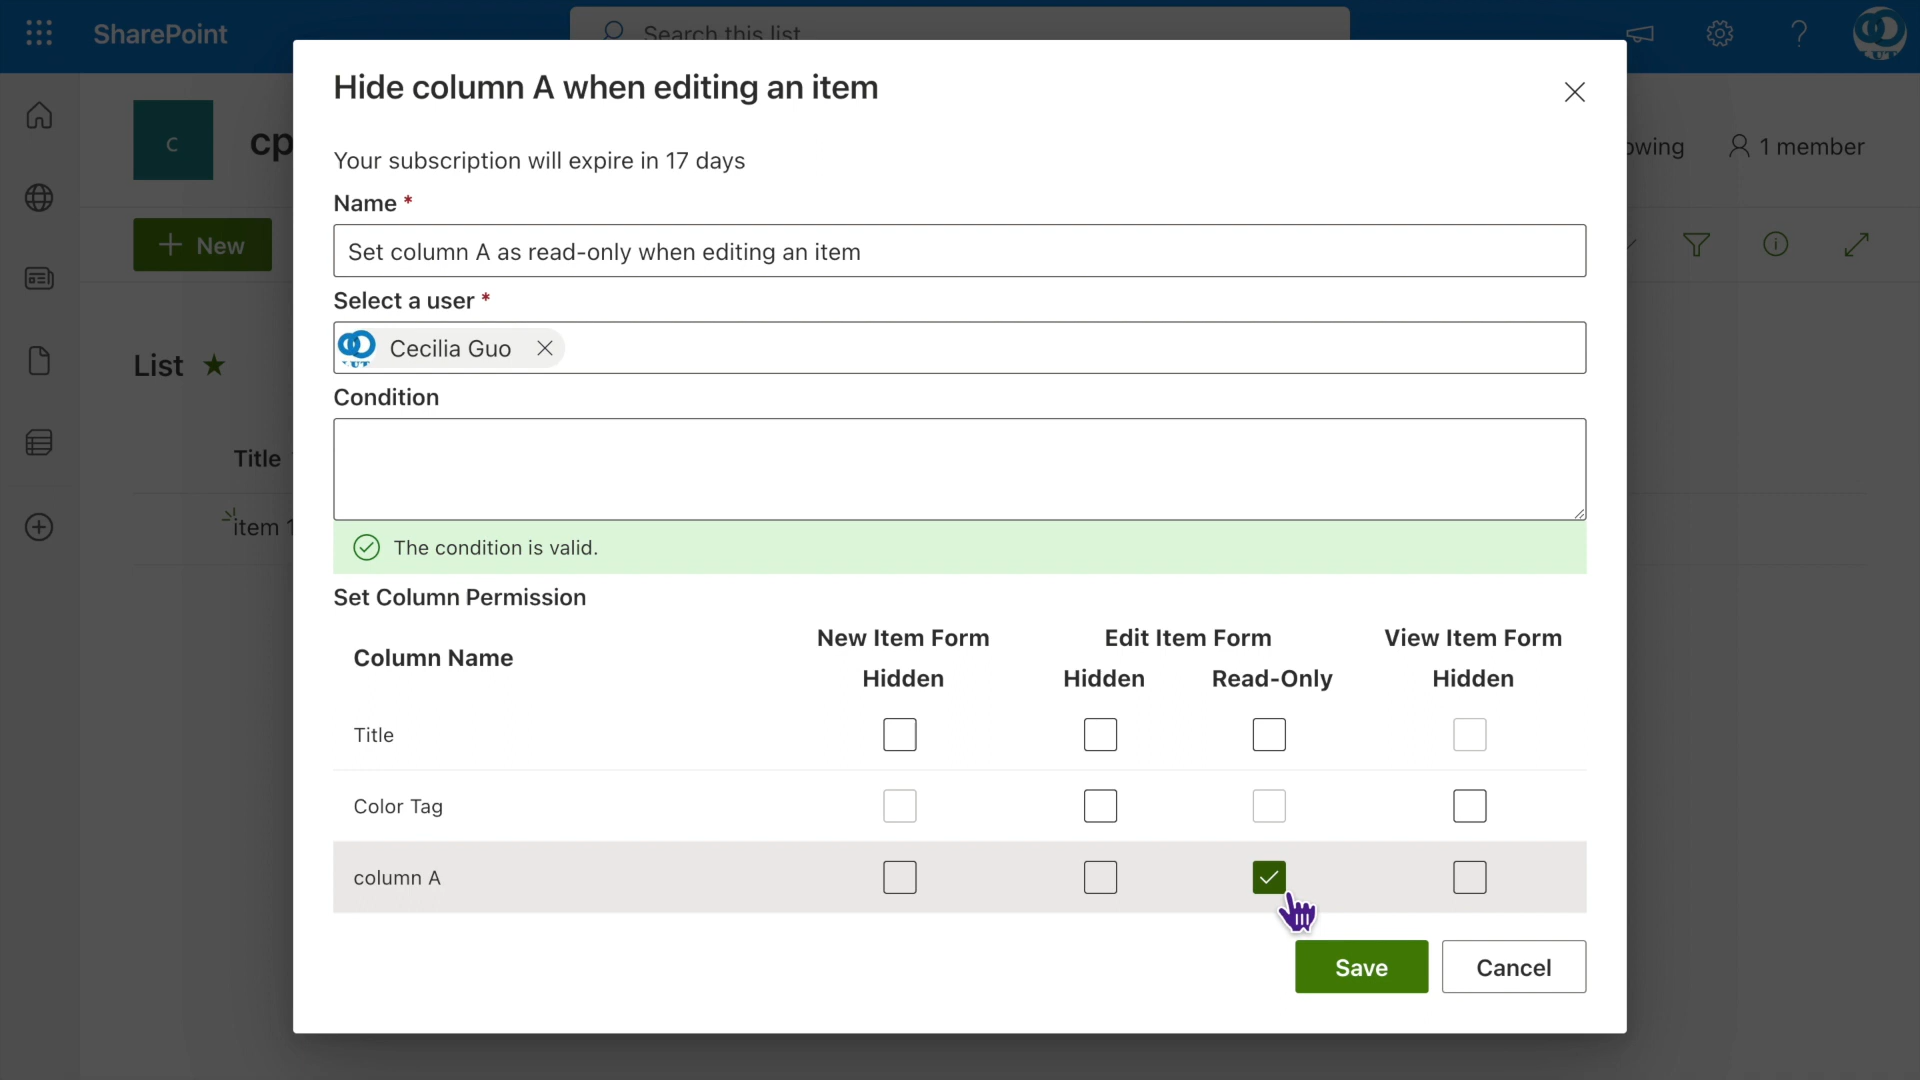 SharePoint
Search this list
Hide column A when editing an item
C
cp
owing
1 member
Your subscription will expire in 17 days
Name *
Set column A as read-only when editing an item
New
Select a user *
Cecilia Guo
List
Condition
Title
item 1
The condition is valid.
Set Column Permission
Column Name
New Item Form
Edit Item Form
View Item Form
Hidden
Hidden
Read-Only
Hidden
Title
Color Tag
column A
Save
Cancel